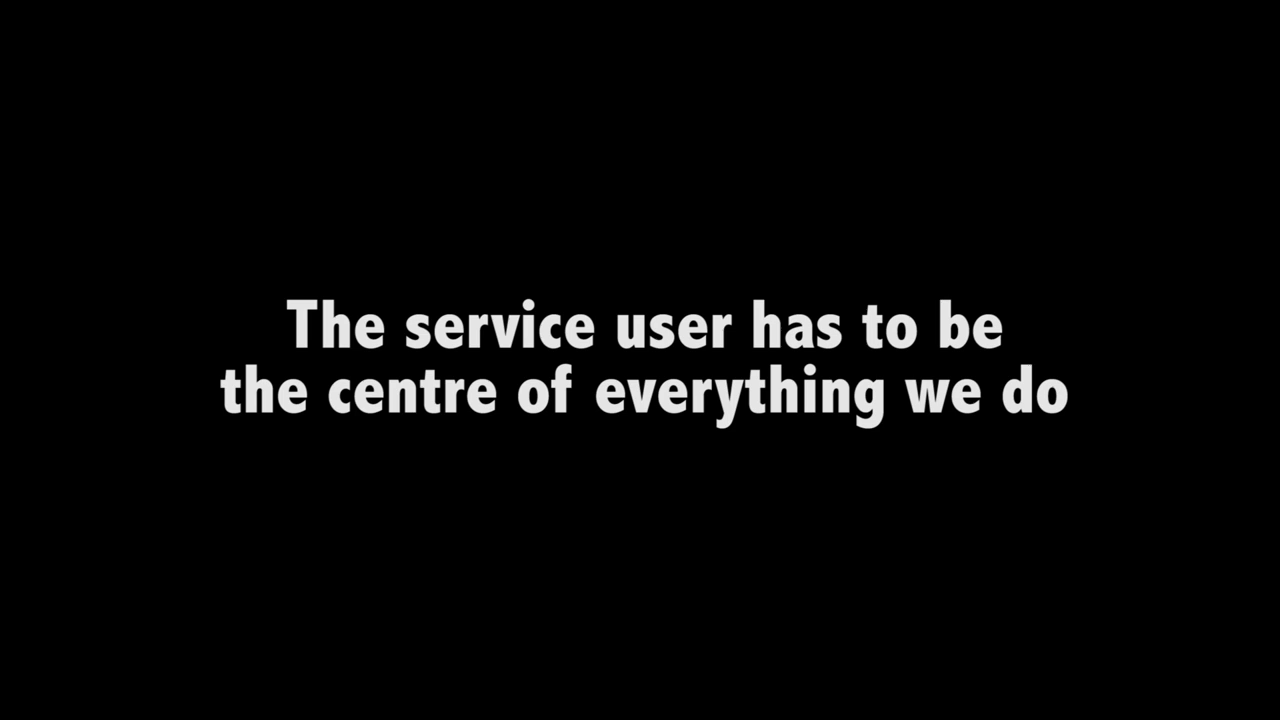 The service user has to be
the centre of everything we do